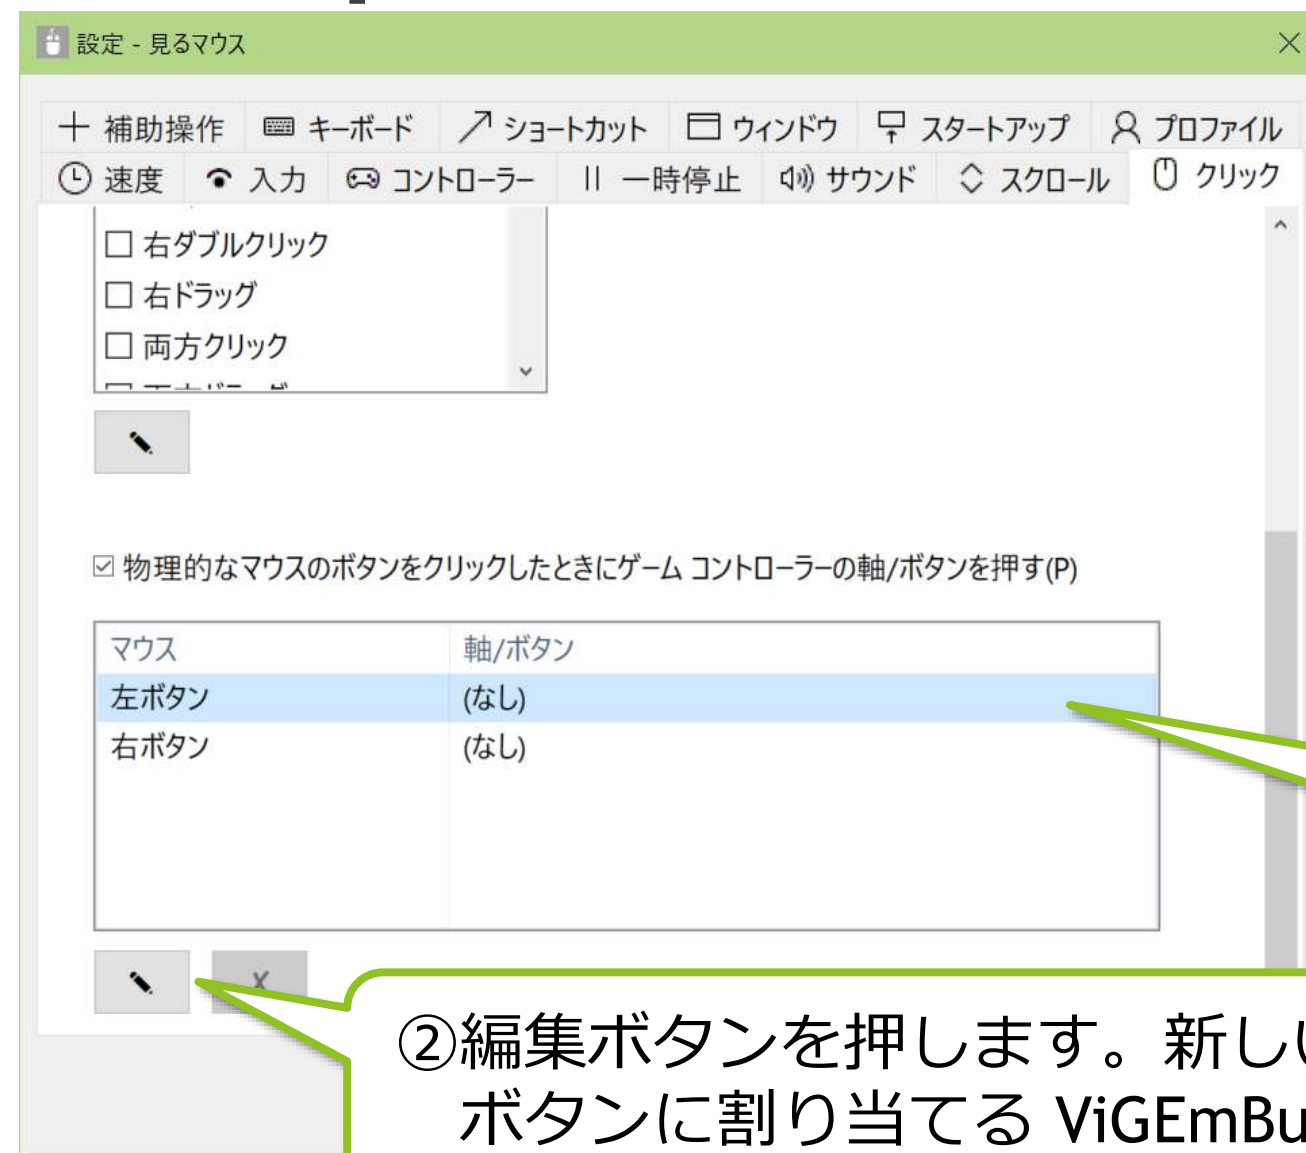 設定 - 見るマウス
補助操作 キーボード ショートカット ウィンドウ スタートアップ プロファイル
速度 入力 コントローラー 一時停止 サウンド スクロール クリック
右ダブルクリック
右ドラッグ
両方クリック
物理的なマウスのボタンをクリックしたときにゲーム コントローラーの軸/ボタンを押す(P)
マウス 軸/ボタン
左ボタン (なし)
右ボタン (なし)
②編集ボタンを押します。新し
ボタンに割り当てる ViGEmBu